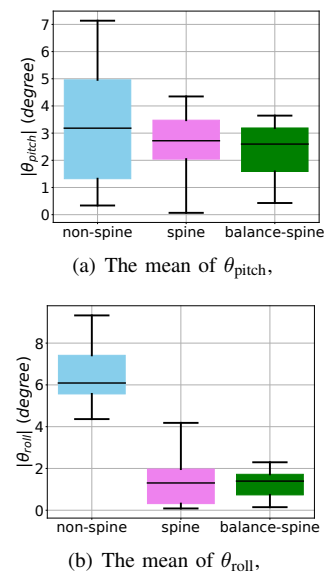 7
6
5
4
3
2
1
0
|θpitch| (degree)
non-spine spine balance-spine
(a) The mean of θpitch,
8
6
4
2
0
|θroll| (degree)
non-spine spine balance-spine
(b) The mean of θroll,